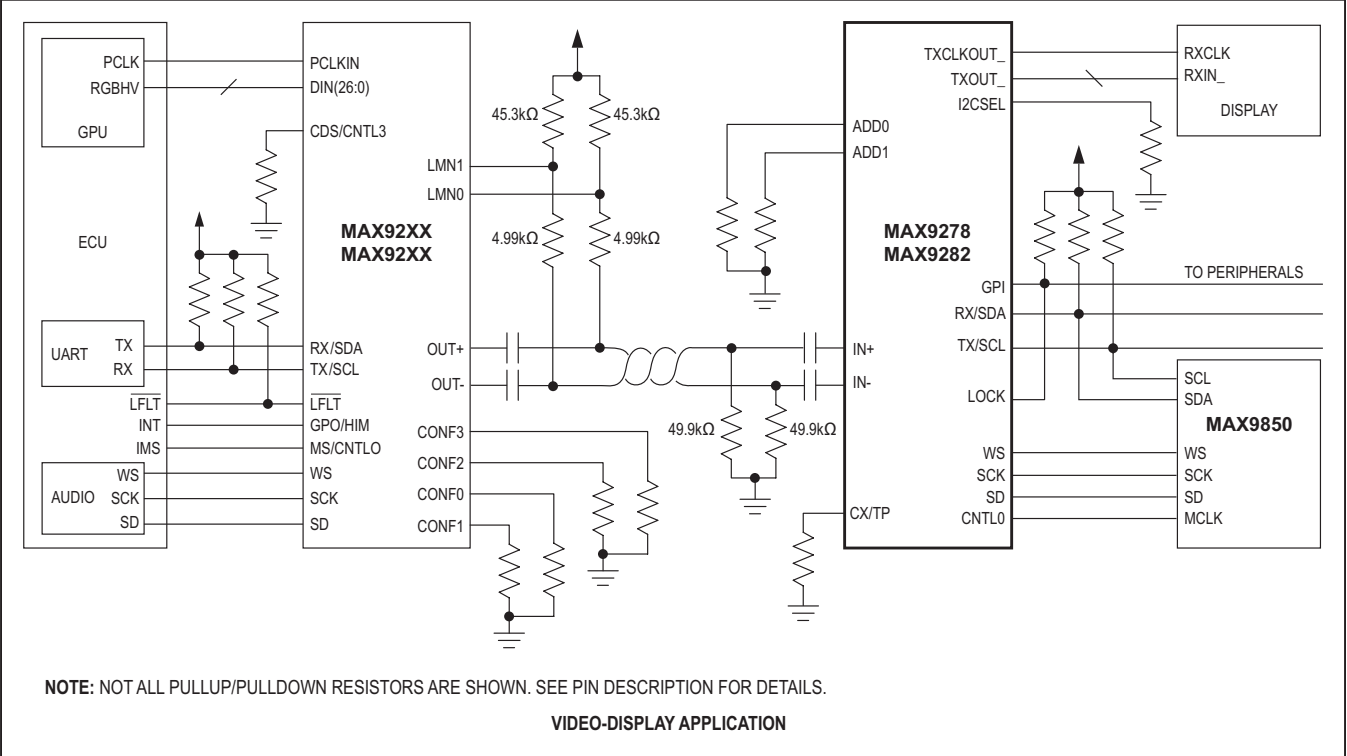 PCLK
RGBHV
GPU
ECU
UART
TX
RX
LFLT
INT
IMS
AUDIO
WS
SCK
SD
PCLKIN
DIN(26:0)
CDS/CNTL3
LMN1
LMN0
MAX92XX
MAX92XX
RX/SDA
TX/SCL
LFLT
GPO/HIM
MS/CNTLO
WS
SCK
SD
OUT+
OUT-
CONF3
CONF2
CONF0
CONF1
45.3kΩ
45.3kΩ
4.99kΩ
4.99kΩ
49.9kΩ
49.9kΩ
ADD0
ADD1
IN+
IN-
CX/TP
MAX9278
MAX9282
TXCLKOUT_
TXOUT_
I2CSEL
GPI
RX/SDA
TX/SCL
LOCK
WS
SCK
SD
CNTL0
RXCLK
RXIN_
DISPLAY
TO PERIPHERALS
SCL
SDA
MAX9850
WS
SCK
SD
MCLK
NOTE: NOT ALL PULLUP/PULLDOWN RESISTORS ARE SHOWN. SEE PIN DESCRIPTION FOR DETAILS.
VIDEO-DISPLAY APPLICATION